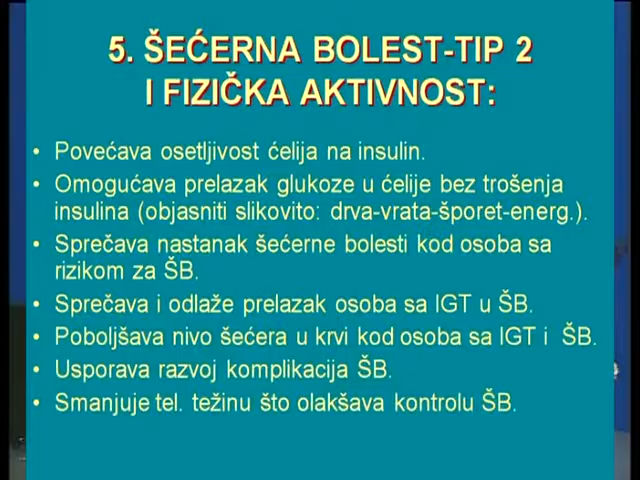 5. ŠEĆERNA BOLEST-TIP 2
I FIZIČKA AKTIVNOST:
• Povećava osetljivost ćelija na insulin.
• Omogućava prelazak glukoze u ćelije bez trošenja
insulina (objasniti slikovito: drva-vrata-šporet-energ.).
• Sprečava nastanak šećerne bolesti kod osoba sa
rizikom za ŠB.
• Sprečava i odlaže prelazak osoba sa IGT u ŠB.
• Poboljšava nivo šećera u krvi kod osoba sa IGT i ŠB.
• Usporava razvoj komplikacija ŠB.
• Smanjuje tel. težinu što olakšava kontrolu ŠB.